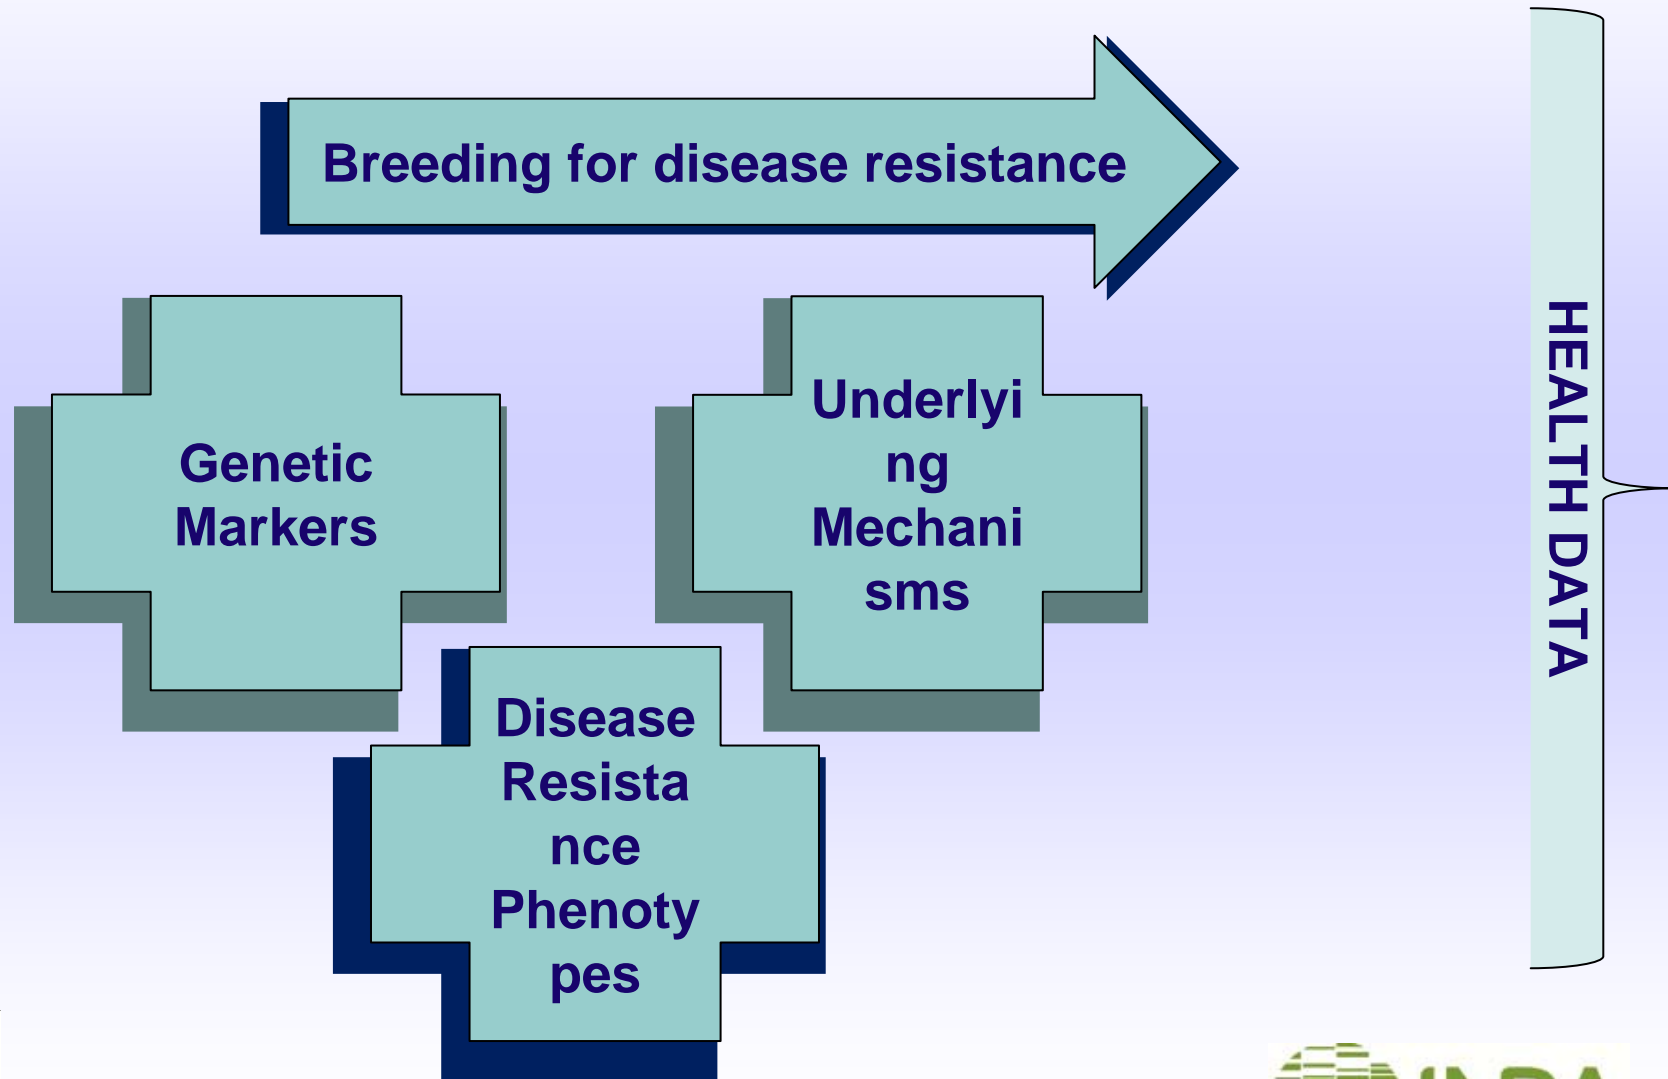 Breeding for disease resistance
Genetic
Markers
Underlyi
ng
Mechani
sms
Disease
Resista
nce
Phenoty
pes
HEALTH DATA